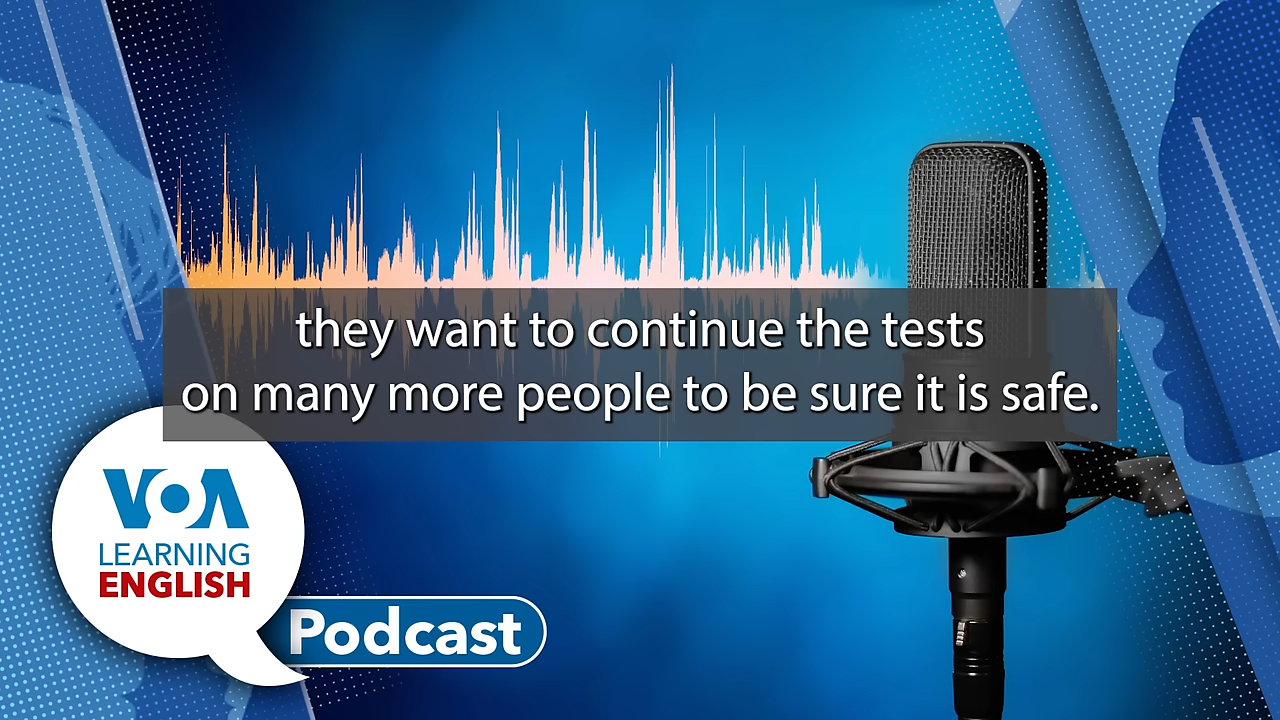 they want to continue the tests
on many more people to be sure it is safe.
VOA
LEARNING
ENGLISH
Podcast